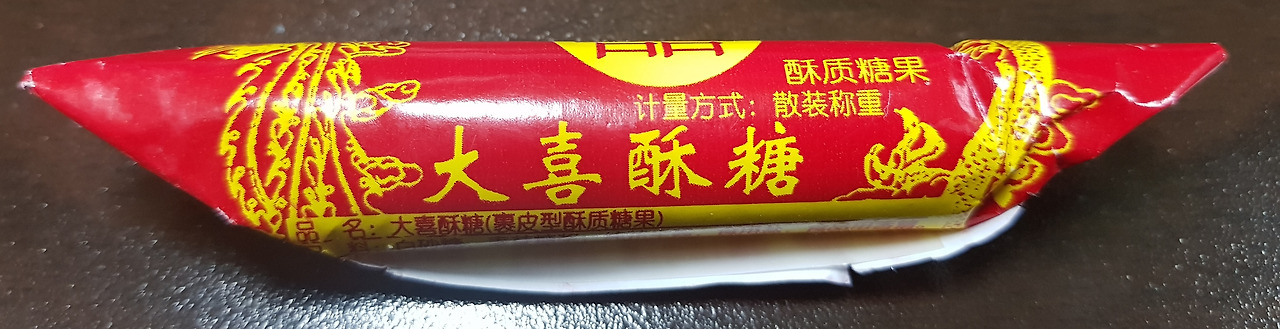 酥质糖果
计量方式：散装称重
大喜酥糖
品 名：大喜酥糖(裹皮型酥质糖果)